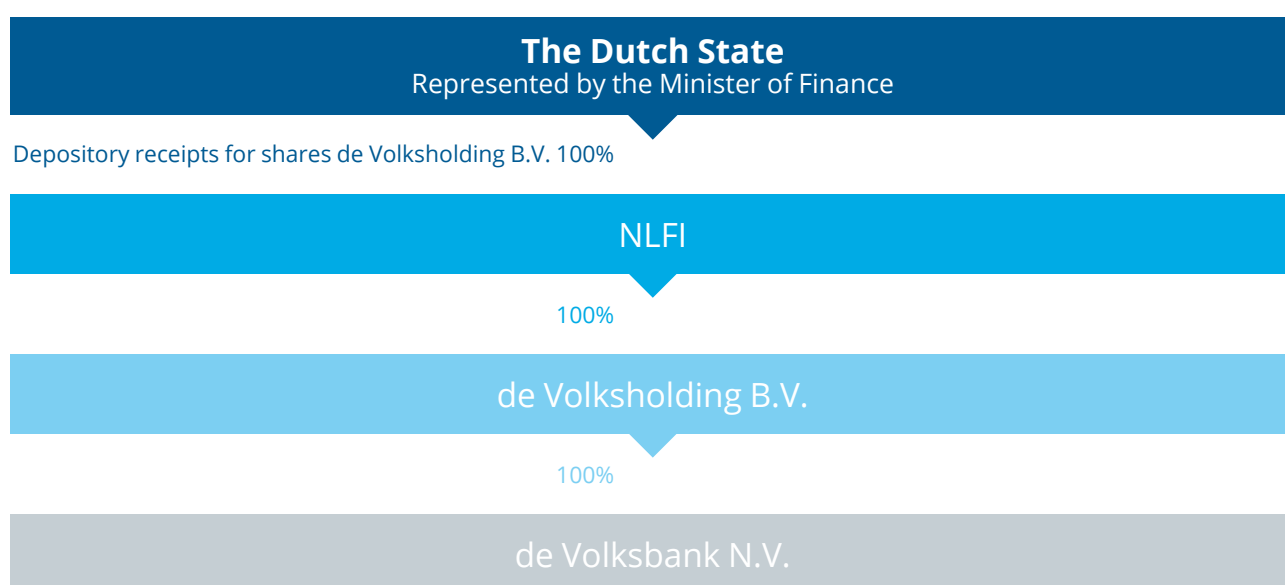 The Dutch State
Represented by the Minister of Finance
Depository receipts for shares de Volksholding B.V. 100%
NLFI
100%
de Volksholding B.V.
100%
de Volksbank N.V.